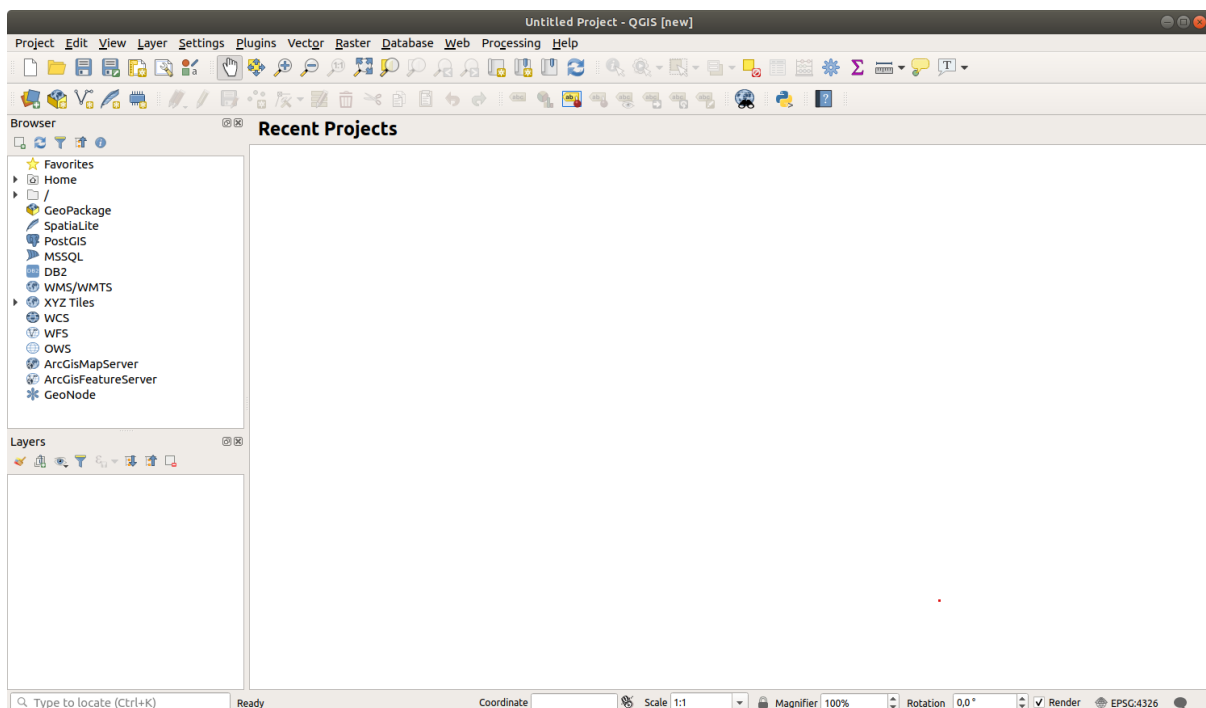 Untitled Project - QGIS [new]
Project Edit View Layer Settings Plugins Vector Raster Database Web Processing Help
Browser
Recent Projects
Favorites
Home
/
GeoPackage
SpatiaLite
PostGIS
MSSQL
DB2
WMS/WMTS
XYZ Tiles
WCS
WFS
OWS
ArcGisMapServer
ArcGisFeatureServer
GeoNode
Layers
Type to locate (Ctrl+K) Ready Coordinate Scale 1:1 Magnifier 100% Rotation 0,0 ° Render EPSG:4326